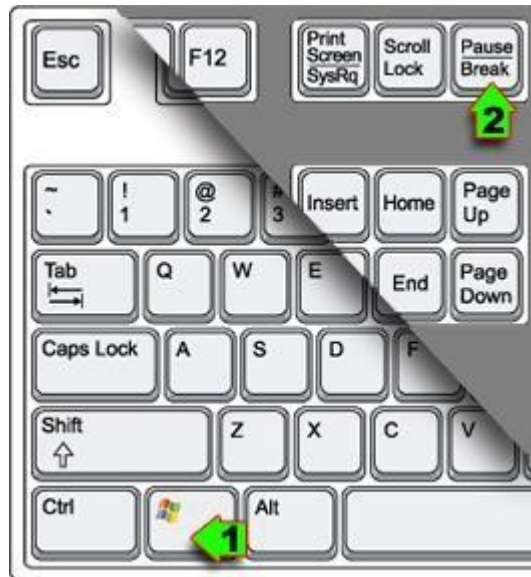 Esc
F12
Print
Screen
SysRq
Scroll
Lock
Pause
Break
2
~
`
!
1
@
2
#
3
Insert
Home
Page
Up
Tab
Q
W
E
End
Page
Down
Caps Lock
A
S
D
F
Shift
Z
X
C
V
Ctrl
1
Alt